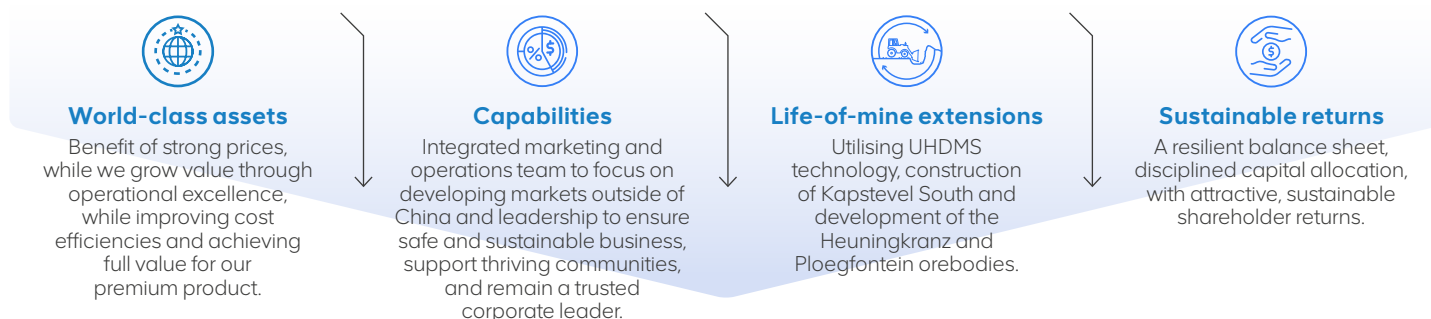 World-class assets
Benefit of strong prices,
while we grow value through
operational excellence,
while improving cost
efficiencies and achieving
full value for our
premium product.
Capabilities
Integrated marketing and
operations team to focus on
developing markets outside of
China and leadership to ensure
safe and sustainable business,
support thriving communities,
and remain a trusted
corporate leader.
Life-of-mine extensions
Utilising UHDMS
technology, construction
of Kapstevel South and
development of the
Heuningkranz and
Ploegfontein orebodies.
Sustainable returns
A resilient balance sheet,
disciplined capital allocation,
with attractive, sustainable
shareholder returns.